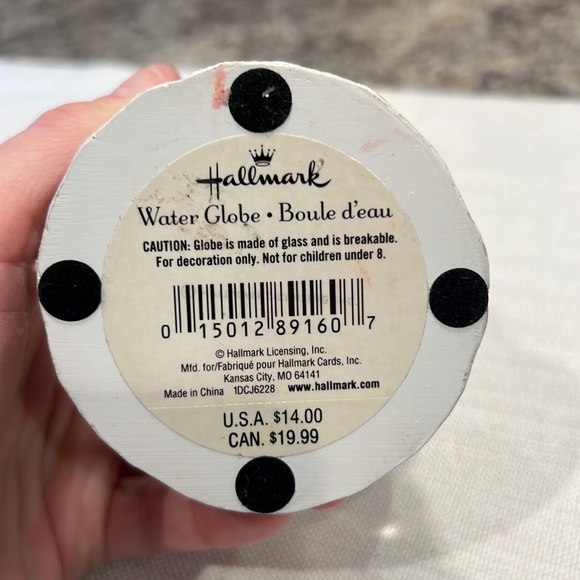 Hallmark
Water Globe • Boule d'eau
CAUTION: Globe is made of glass and is breakable.
For decoration only. Not for children under 8.
0 15012 89160 7
© Hallmark Licensing, Inc.
Mfd. for/Fabriqué pour Hallmark Cards, Inc.
Kansas City, MO 64141
Made in China 1DCJ6228 www.hallmark.com
U.S.A. $14.00
CAN. $19.99